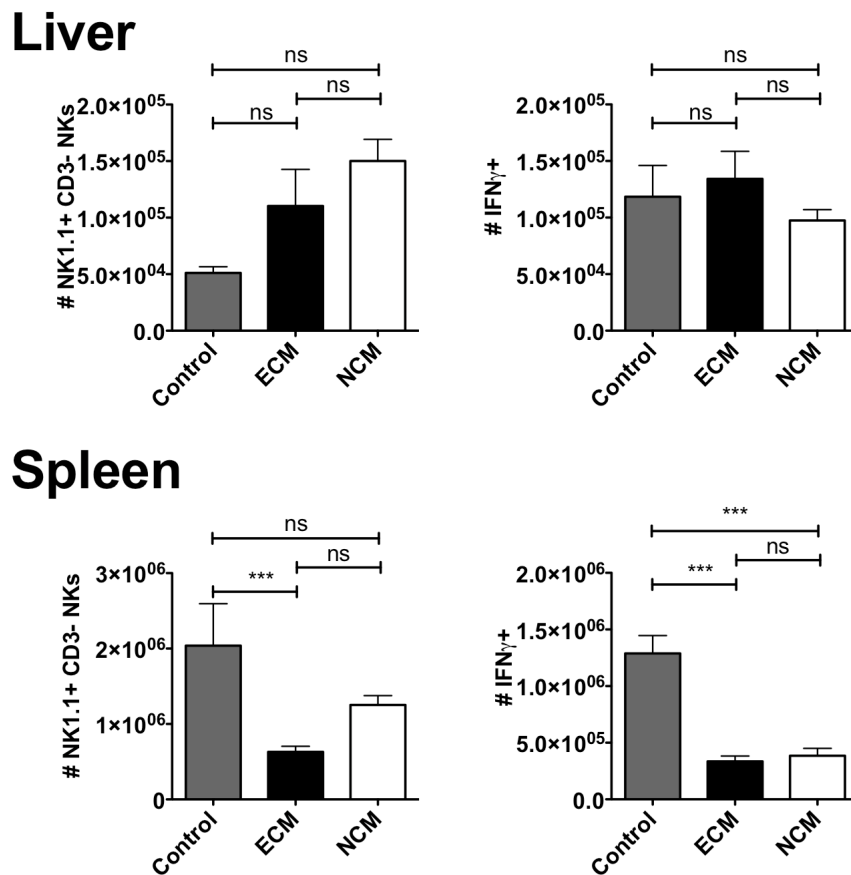 Liver
ns
ns
ns
# NK1.1+ CD3- NKs
2.0×10^05
1.5×10^05
1.0×10^05
5.0×10^04
0.0
Control
ECM
NCM
ns
ns
ns
# IFNγ+
2.0×10^05
1.5×10^05
1.0×10^05
5.0×10^04
0.0
Control
ECM
NCM
Spleen
ns
ns
***
# NK1.1+ CD3- NKs
3×10^06
2×10^06
1×10^06
0
Control
ECM
NCM
***
ns
***
# IFNγ+
2.0×10^06
1.5×10^06
1.0×10^06
5.0×10^05
0.0
Control
ECM
NCM